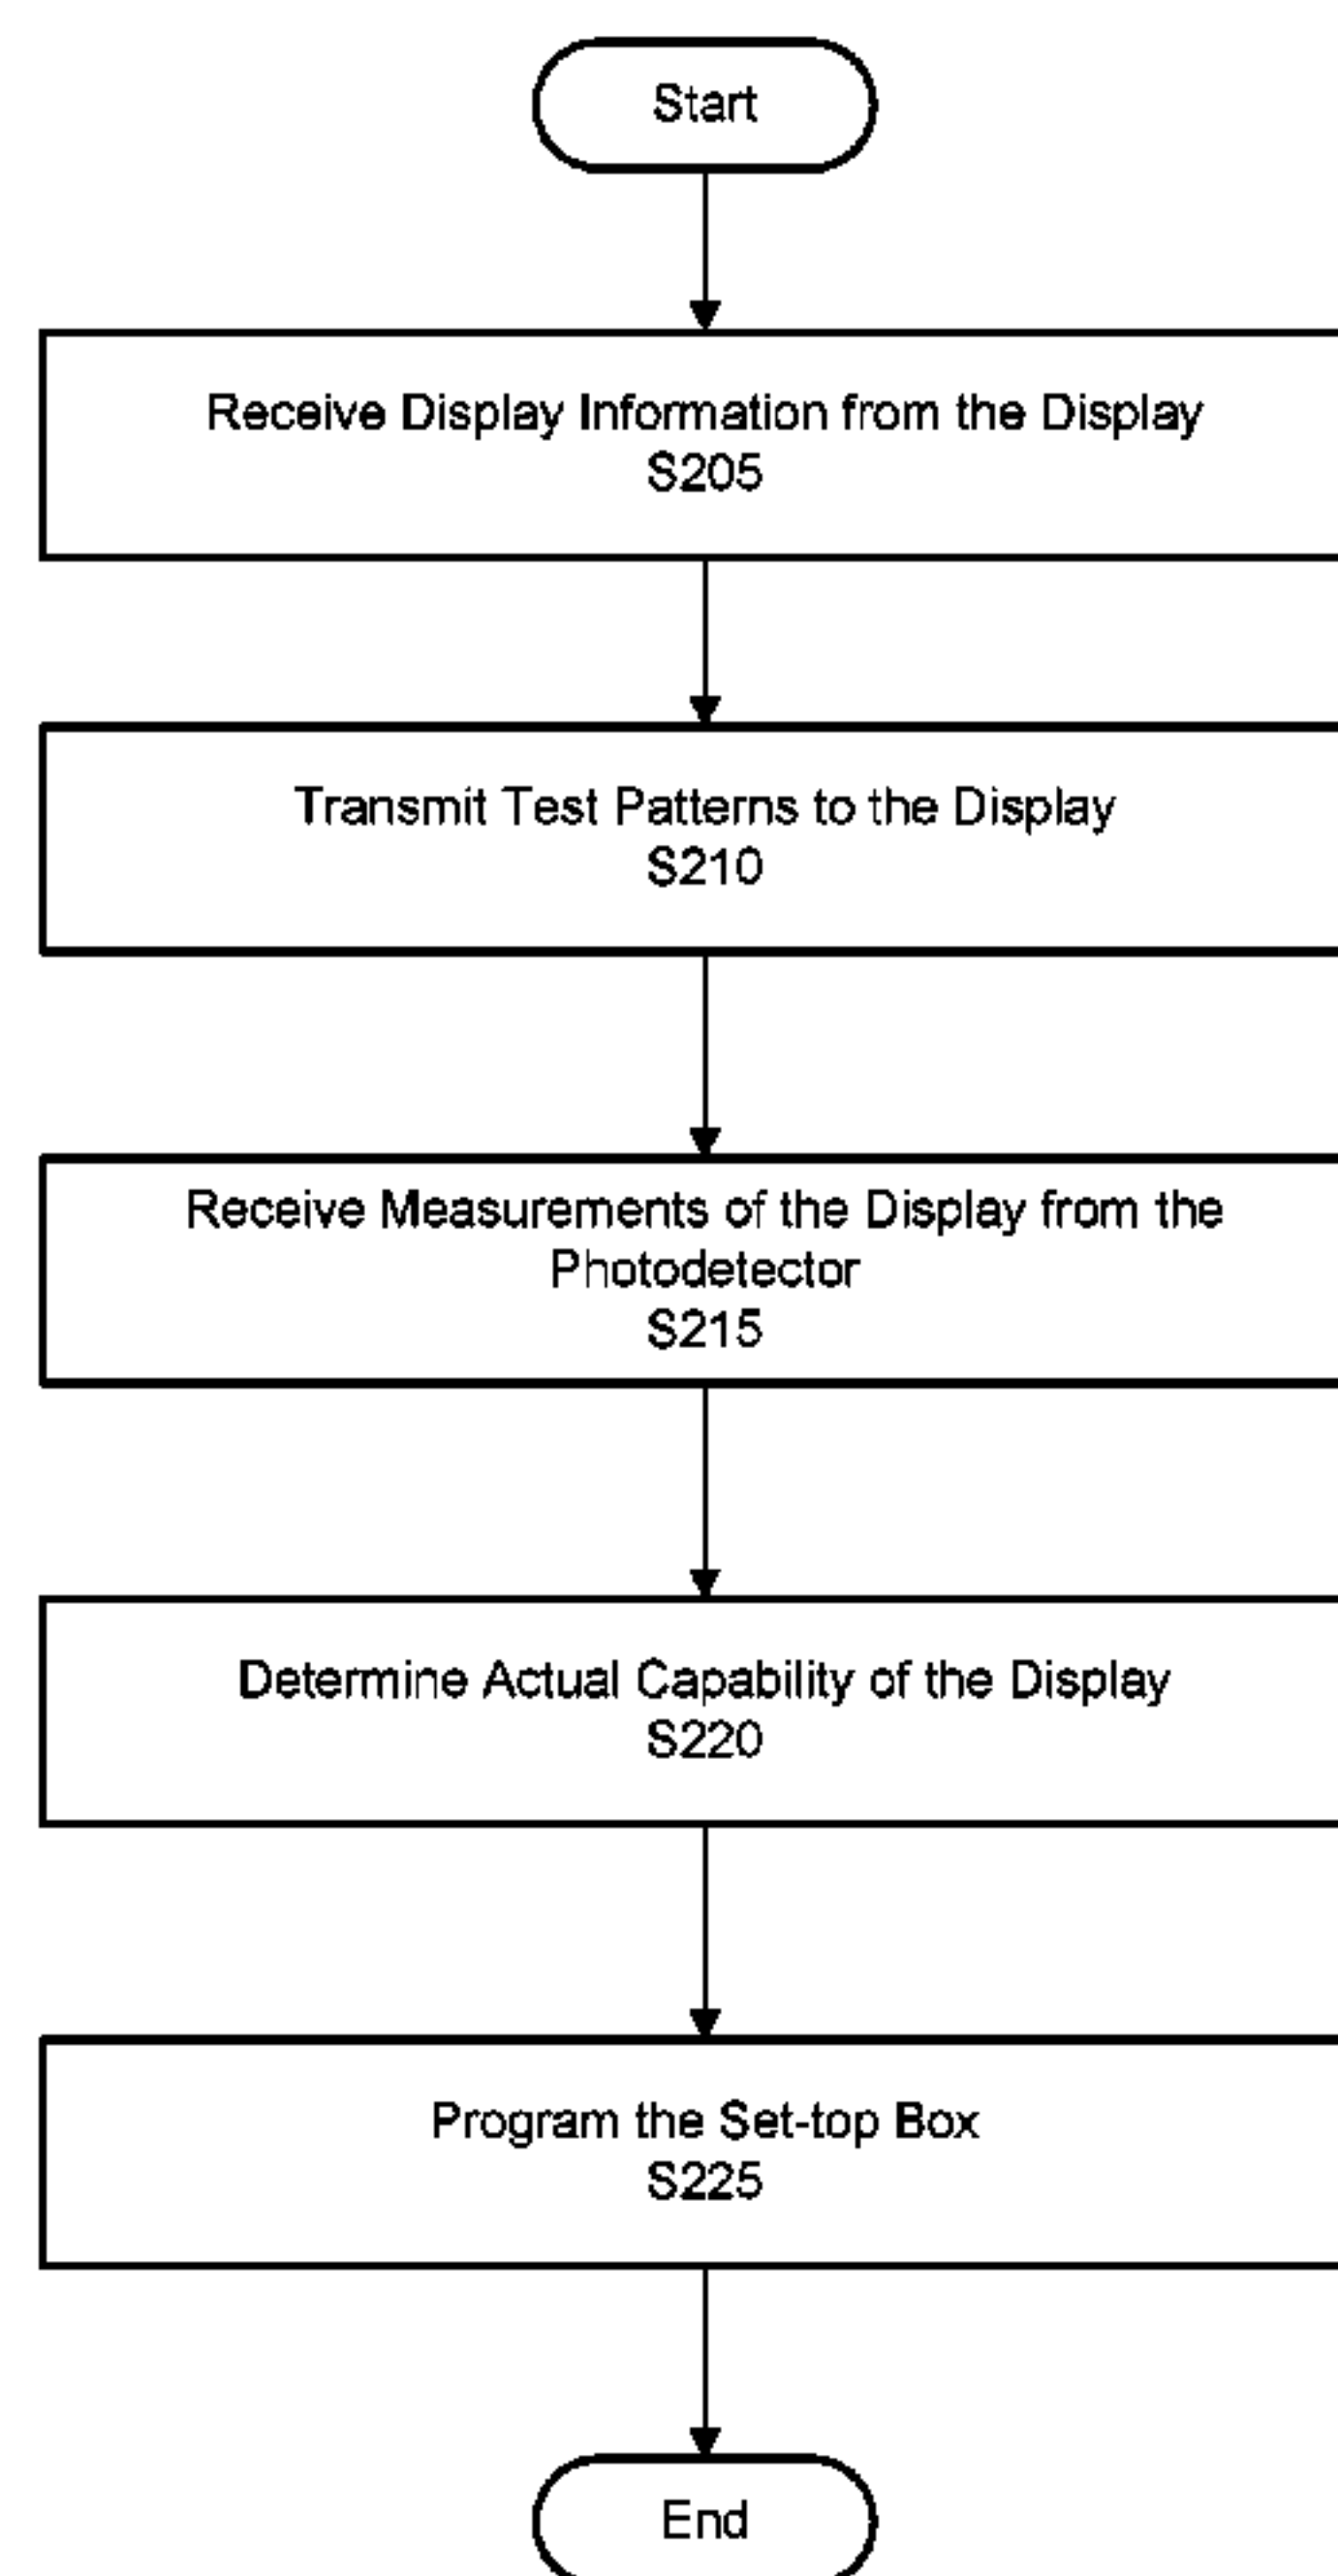 Start
Receive Display Information from the Display
S205
Transmit Test Patterns to the Display
S210
Receive Measurements of the Display from the
Photodetector
S215
Determine Actual Capability of the Display
S220
Program the Set-top Box
S225
End